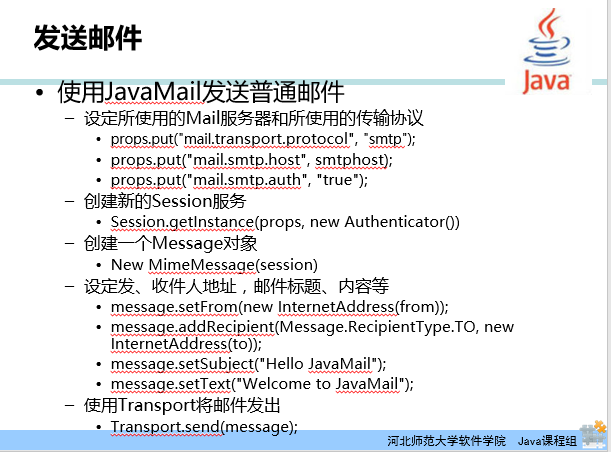 发送邮件
Java
• 使用JavaMail发送普通邮件
– 设定所使用的Mail服务器和所使用的传输协议
• props.put("mail.transport.protocol", "smtp");
• props.put("mail.smtp.host", smtphost);
• props.put("mail.smtp.auth", "true");
– 创建新的Session服务
• Session.getInstance(props, new Authenticator())
– 创建一个Message对象
• New MimeMessage(session)
– 设定发、收件人地址，邮件标题、内容等
• message.setFrom(new InternetAddress(from));
• message.addRecipient(Message.RecipientType.TO, new
InternetAddress(to));
• message.setSubject("Hello JavaMail");
• message.setText("Welcome to JavaMail");
– 使用Transport将邮件发出
• Transport.send(message);
河北师范大学软件学院 Java课程组